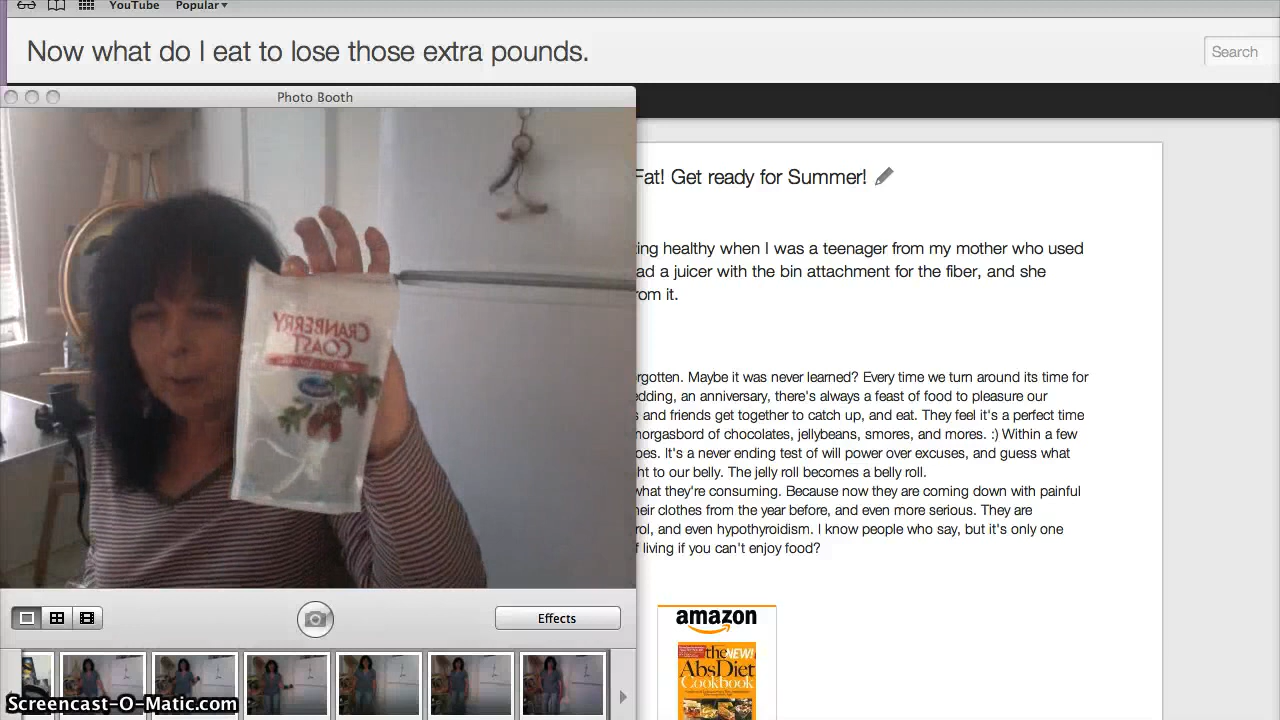 YouTube Popular
Now what do I eat to lose those extra pounds.
Search
Photo Booth
CRANBERRY
COAST
Fat! Get ready for Summer!
ing healthy when I was a teenager from my mother who used
ad a juicer with the bin attachment for the fiber, and she
rom it.
rgotten. Maybe it was never learned? Every time we turn around its time for
edding, an anniversary, there's always a feast of food to pleasure our
s and friends get together to catch up, and eat. They feel it's a perfect time
norgasbord of chocolates, jellybeans, smores, and mores. :) Within a few
oes. It's a never ending test of will power over excuses, and guess what
ht to our belly. The jelly roll becomes a belly roll.
what they're consuming. Because now they are coming down with painful
heir clothes from the year before, and even more serious. They are
rol, and even hypothyroidism. I know people who say, but it's only one
f living if you can't enjoy food?
Effects
amazon
the NEW!
AbsDiet
Cookbook
Screencast-O-Matic.com